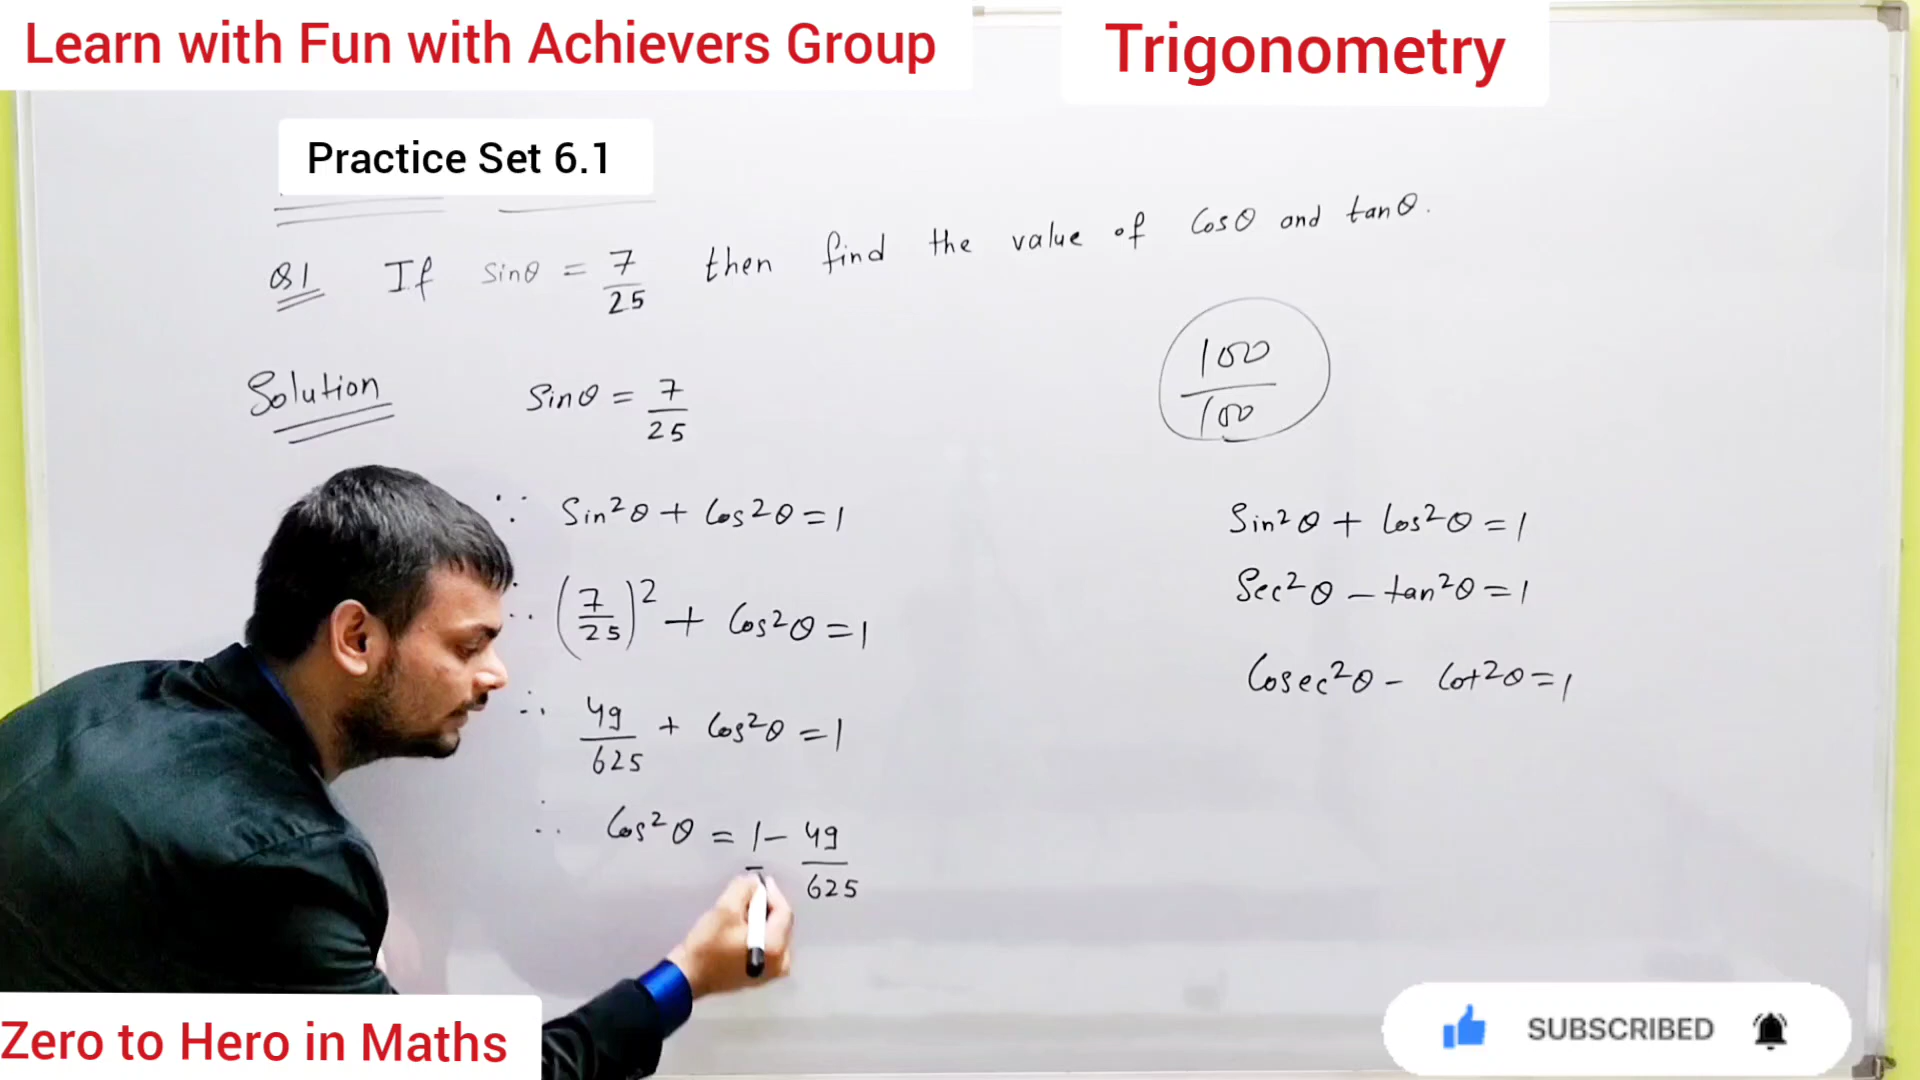 Learn with Fun with Achievers Group
Trigonometry
Practice Set 6.1
Q1 If sinθ = 7/25 then find the value of Cosθ and tanθ.
Solution
Sinθ = 7/25
∵ Sin²θ + Cos²θ = 1
∴ (7/25)² + Cos²θ = 1
∴ 49/625 + Cos²θ = 1
∴ Cos²θ = 1 - 49/625
100/100
Sin²θ + Cos²θ = 1
Sec²θ - tan²θ = 1
Cosec²θ - Cot²θ = 1
Zero to Hero in Maths
SUBSCRIBED